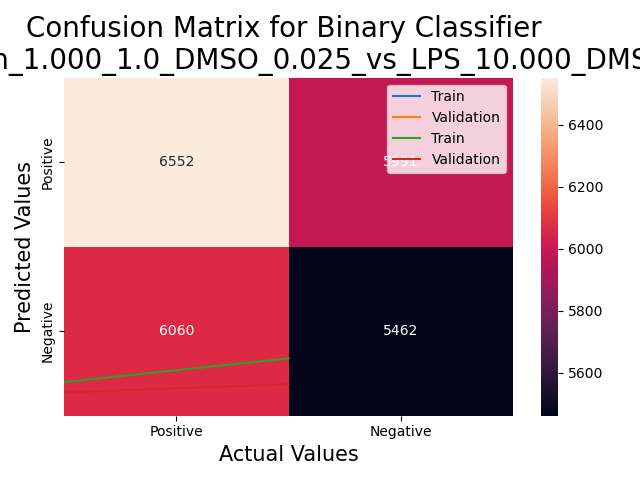 Confusion Matrix for Binary Classifier
_1.000_1.0_DMSO_0.025_vs_LPS_10.000_DMS
Train
Validation
Train
Validation
Predicted Values
Positive
Negative
6552
6060
5462
Positive
Negative
Actual Values
6400
6200
6000
5800
5600